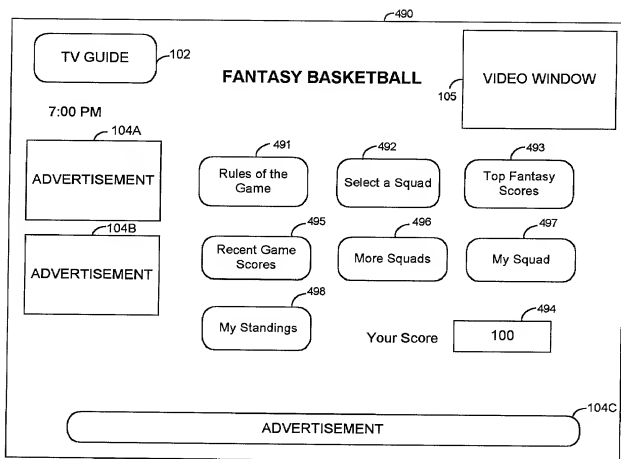 490
TV GUIDE
102
FANTASY BASKETBALL
105
VIDEO WINDOW
7:00 PM
104A
ADVERTISEMENT
491
Rules of the
Game
492
Select a Squad
493
Top Fantasy
Scores
104B
ADVERTISEMENT
495
Recent Game
Scores
496
More Squads
497
My Squad
498
My Standings
Your Score
494
100
104C
ADVERTISEMENT